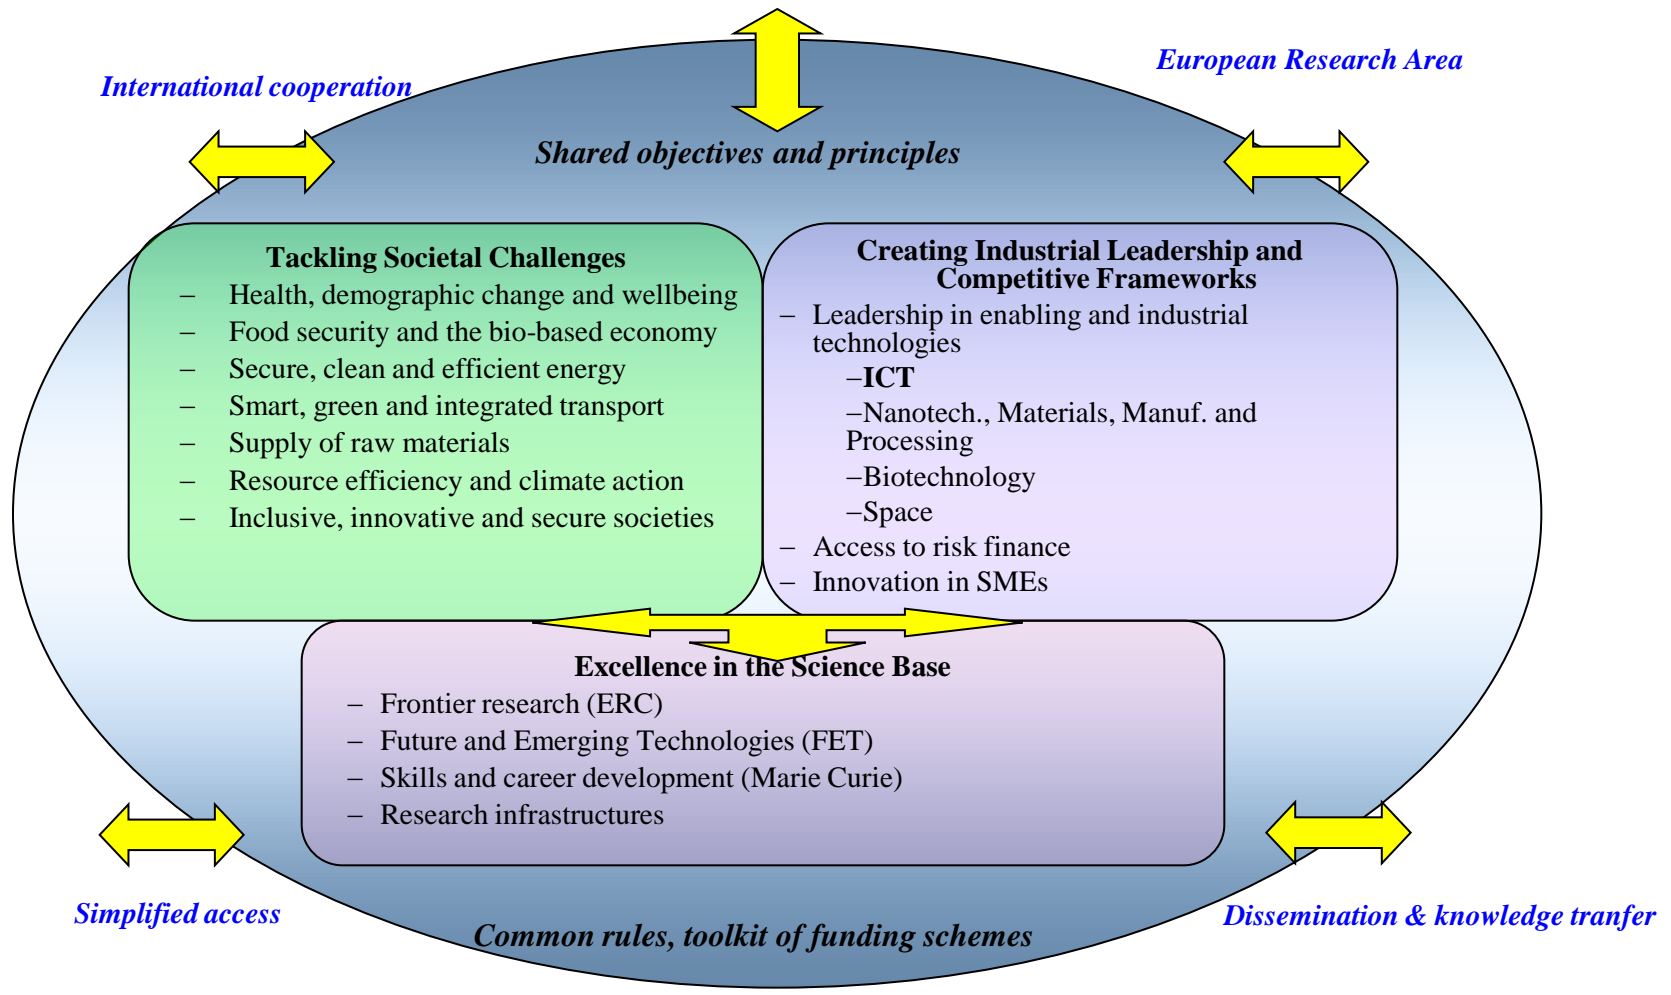 International cooperation
European Research Area
Shared objectives and principles
Tackling Societal Challenges
– Health, demographic change and wellbeing
– Food security and the bio-based economy
– Secure, clean and efficient energy
– Smart, green and integrated transport
– Supply of raw materials
– Resource efficiency and climate action
– Inclusive, innovative and secure societies
Creating Industrial Leadership and
Competitive Frameworks
– Leadership in enabling and industrial
technologies
–ICT
–Nanotech., Materials, Manuf. and
Processing
–Biotechnology
–Space
– Access to risk finance
– Innovation in SMEs
Excellence in the Science Base
– Frontier research (ERC)
– Future and Emerging Technologies (FET)
– Skills and career development (Marie Curie)
– Research infrastructures
Simplified access
Dissemination & knowledge tranfer
Common rules, toolkit of funding schemes